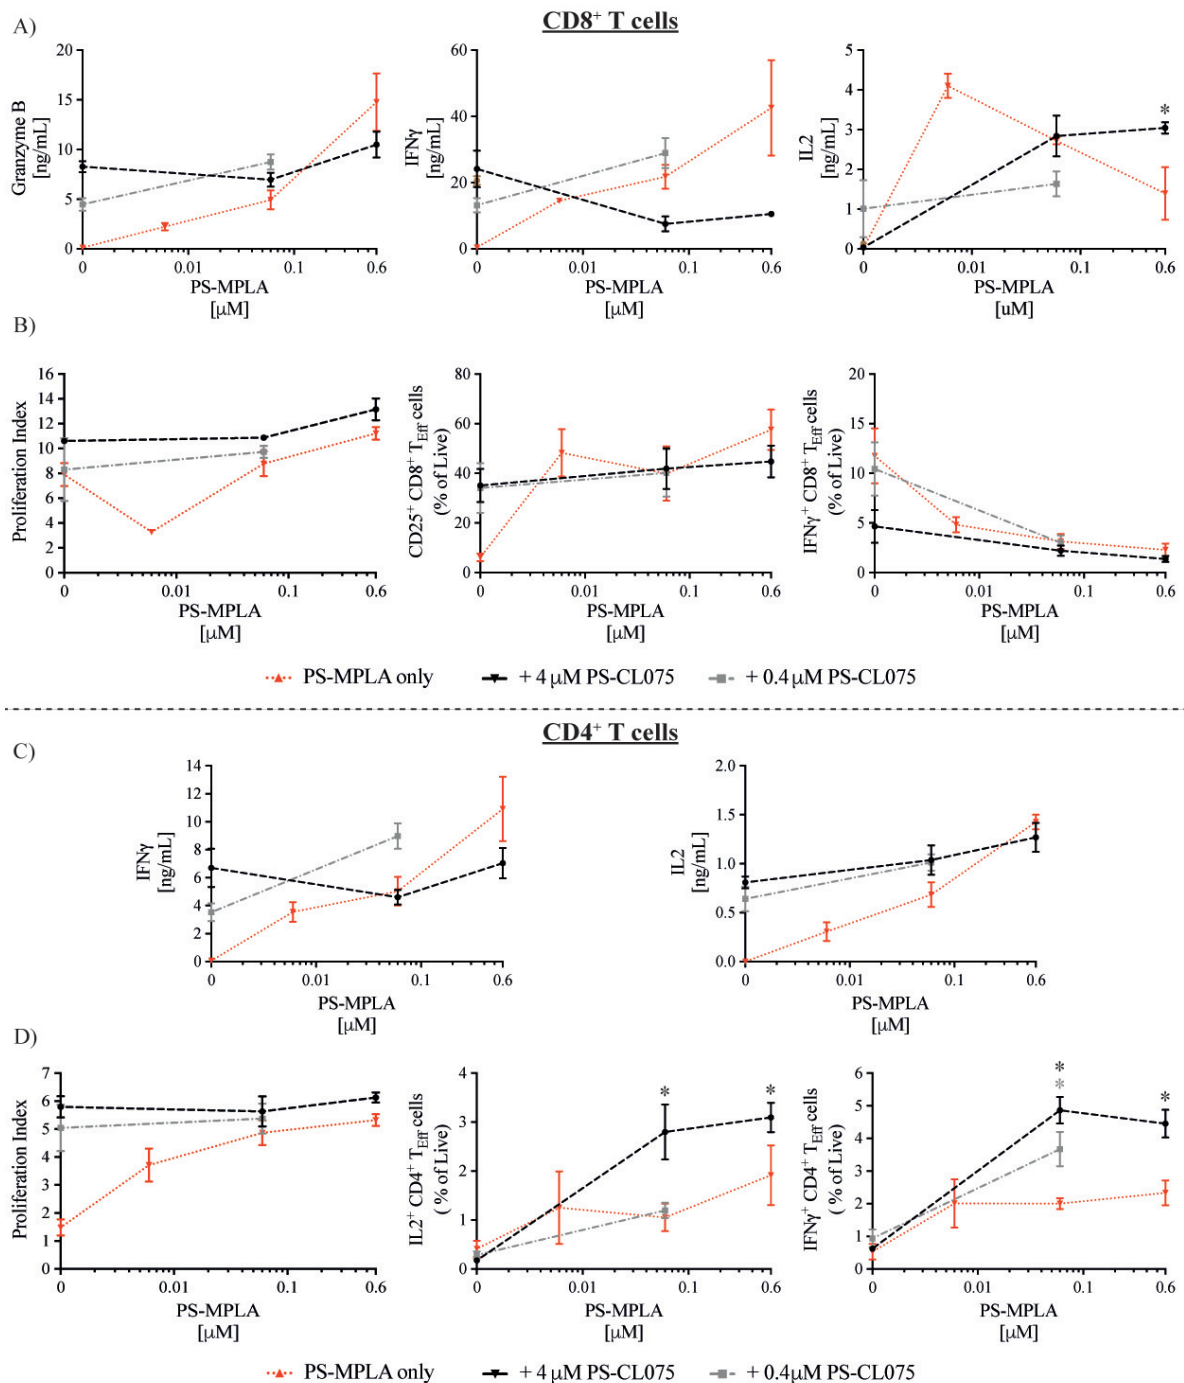 CD8⁺ T cells
A)
Granzyme B
[ng/mL]
20
15
10
5
0
0
0.01
0.1
0.6
PS-MPLA
[μM]
IFNγ
[ng/mL]
60
40
20
0
0
0.01
0.1
0.6
PS-MPLA
[μM]
IL2
[ng/mL]
5
4
3
2
1
0
*
0
0.01
0.1
0.6
PS-MPLA
[uM]
B)
Proliferation Index
16
14
12
10
8
6
4
2
0
0
0.01
0.1
0.6
PS-MPLA
[μM]
CD25⁺ CD8⁺ T_Eff cells
(% of Live)
80
60
40
20
0
0
0.01
0.1
0.6
PS-MPLA
[μM]
IFNγ⁺ CD8⁺ T_Eff cells
(% of Live)
20
15
10
5
0
0
0.01
0.1
0.6
PS-MPLA
[μM]
PS-MPLA only
+ 4 μM PS-CL075
+ 0.4 μM PS-CL075
CD4⁺ T cells
C)
IFNγ
[ng/mL]
14
12
10
8
6
4
2
0
0
0.01
0.1
0.6
PS-MPLA
[μM]
IL2
[ng/mL]
2.0
1.5
1.0
0.5
0.0
0
0.01
0.1
0.6
PS-MPLA
[μM]
D)
Proliferation Index
7
6
5
4
3
2
1
0
0
0.01
0.1
0.6
PS-MPLA
[μM]
IL2⁺ CD4⁺ T_Eff cells
(% of Live)
4
3
2
1
0
*
*
0
0.01
0.1
0.6
PS-MPLA
[μM]
IFNγ⁺ CD4⁺ T_Eff cells
(% of Live)
6
5
4
3
2
1
0
*
*
*
0
0.01
0.1
0.6
PS-MPLA
[μM]
PS-MPLA only
+ 4 μM PS-CL075
+ 0.4 μM PS-CL075